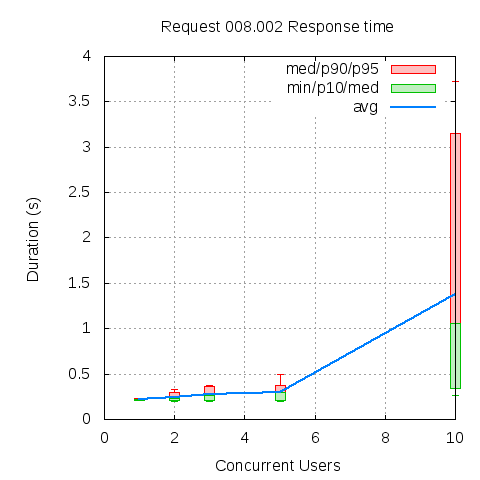 Request 008.002 Response time
med/p90/p95
min/p10/med
avg
4
3.5
3
2.5
2
1.5
1
0.5
0
Duration (s)
0 2 4 6 8 10
Concurrent Users